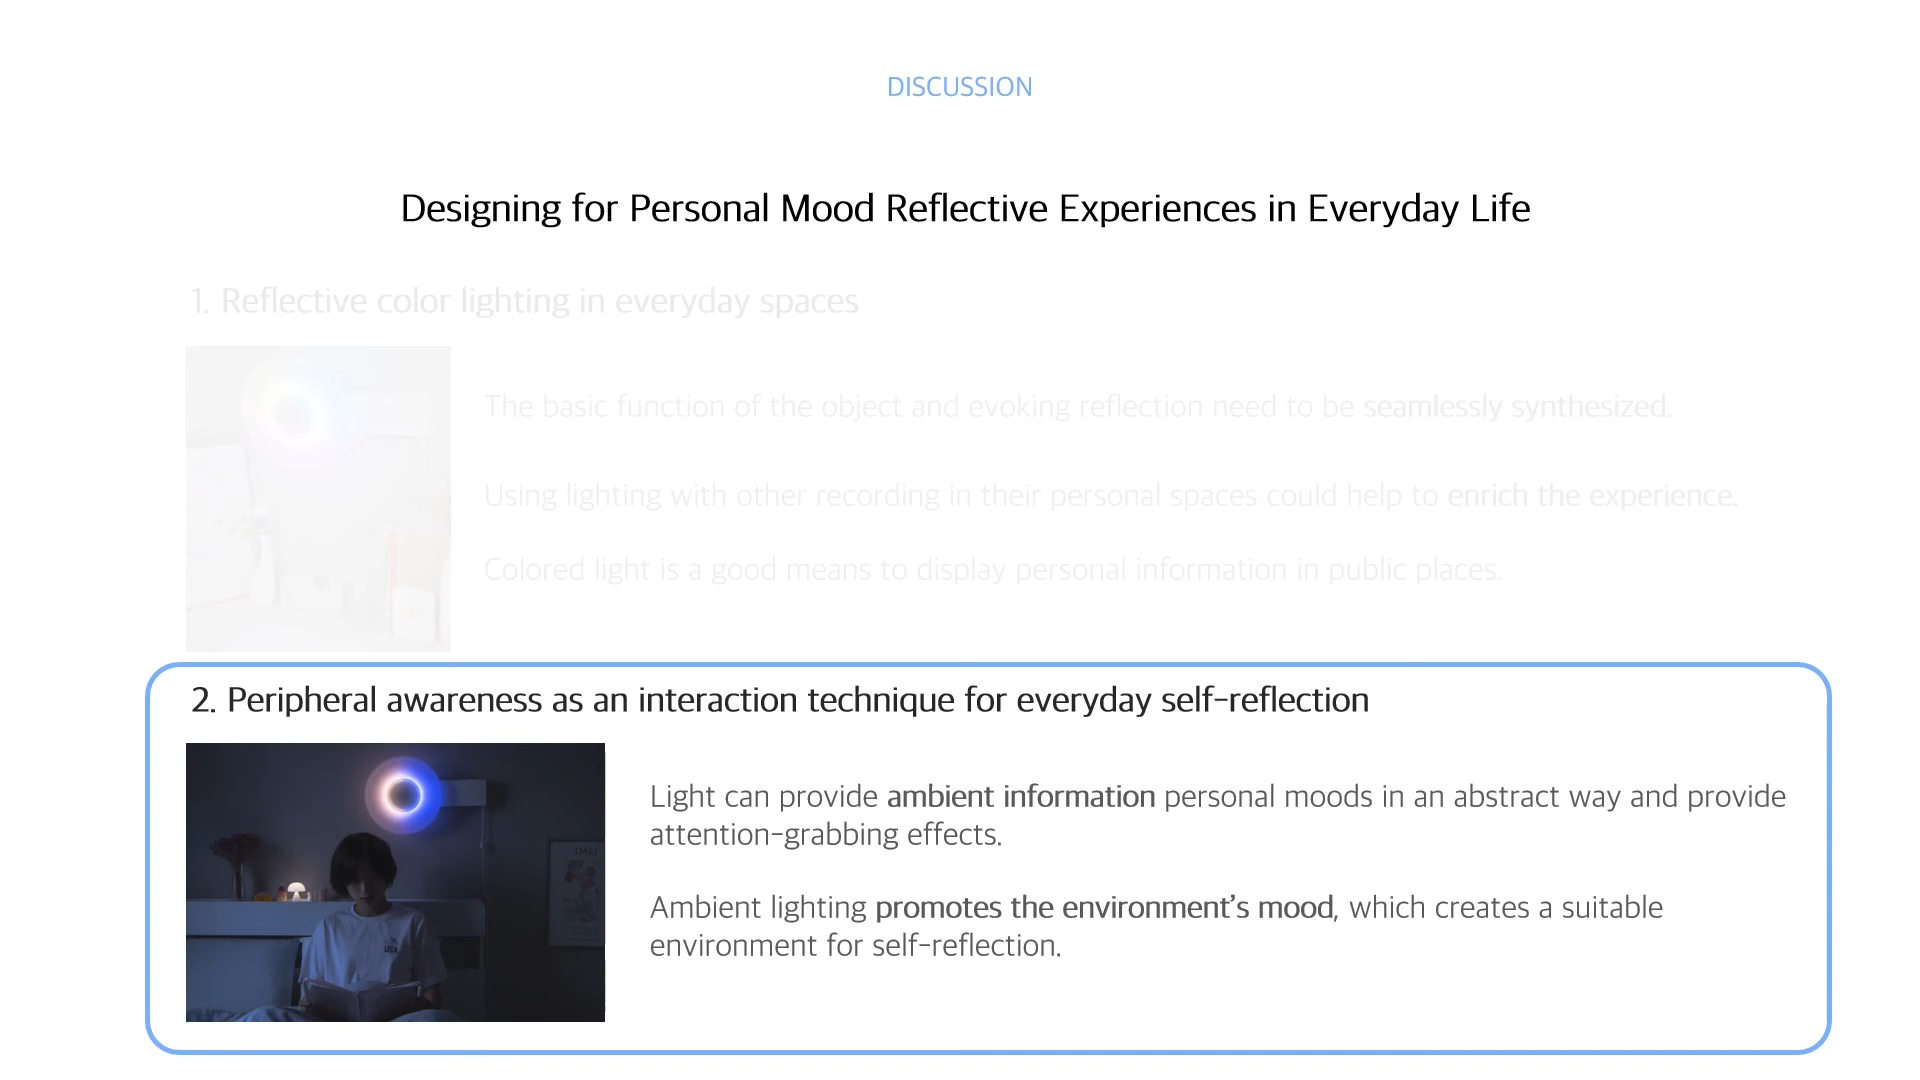 DISCUSSION
Designing for Personal Mood Reflective Experiences in Everyday Life
1. Reflective color lighting in everyday spaces
The basic function of the object and evoking reflection need to be seamlessly synthesized.
Using lighting with other recording in their personal spaces could help to enrich the experience.
Colored light is a good means to display personal information in public places.
2. Peripheral awareness as an interaction technique for everyday self-reflection
DALI
USA
Light can provide ambient information personal moods in an abstract way and provide
attention-grabbing effects.
Ambient lighting promotes the environment’s mood, which creates a suitable
environment for self-reflection.